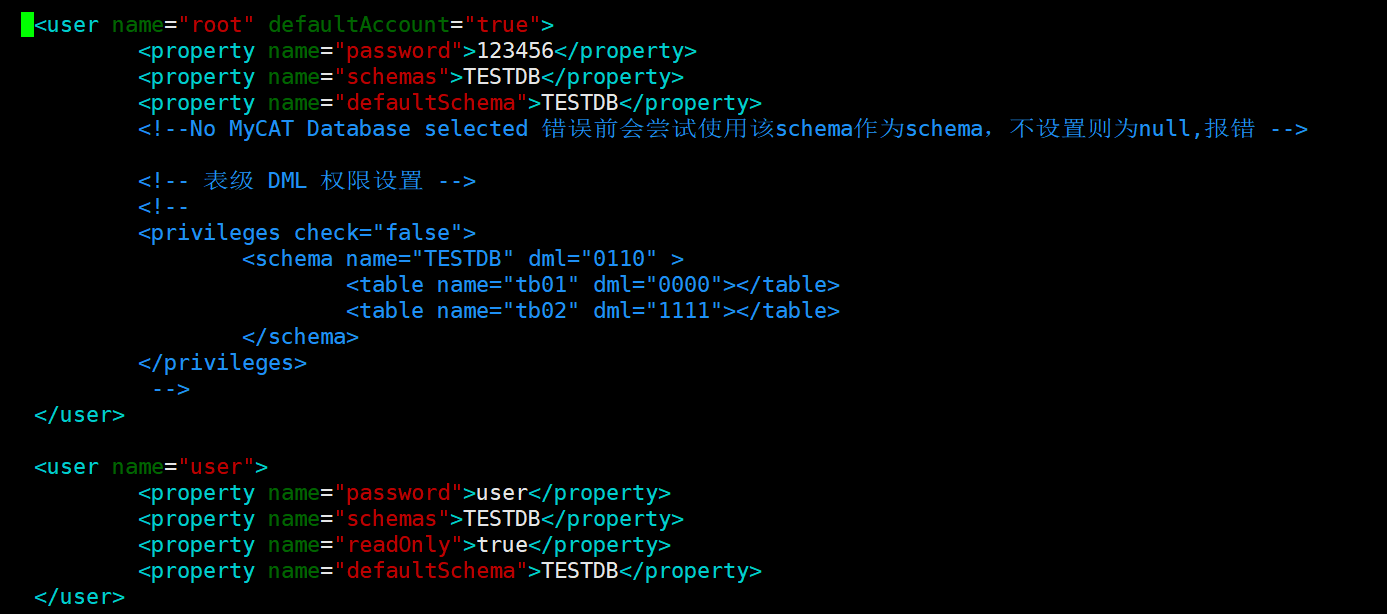 <user name="root" defaultAccount="true">
<property name="password">123456</property>
<property name="schemas">TESTDB</property>
<property name="defaultSchema">TESTDB</property>
<!--No MyCAT Database selected 错误前会尝试使用该schema作为schema，不设置则为null,报错 -->
<!-- 表级 DML 权限设置 -->
<!--
<privileges check="false">
<schema name="TESTDB" dml="0110" >
<table name="tb01" dml="0000"></table>
<table name="tb02" dml="1111"></table>
</schema>
</privileges>
-->
</user>
<user name="user">
<property name="password">user</property>
<property name="schemas">TESTDB</property>
<property name="readOnly">true</property>
<property name="defaultSchema">TESTDB</property>
</user>